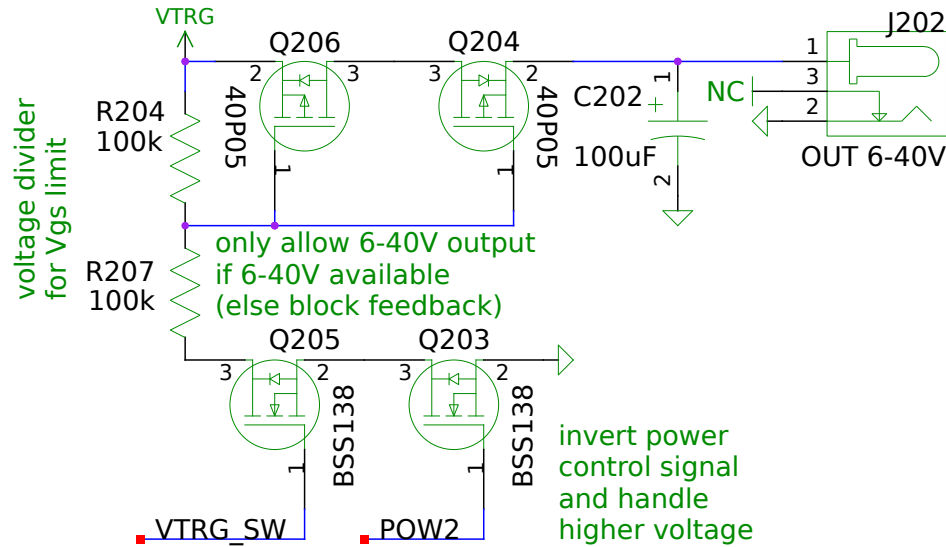 VTRG
Q206
Q204
J202
2
3
3
2
1
3
2
R204
100k
40P05
40P05
1
C202
+
100uF
2
NC
OUT 6-40V
1
1
voltage divider
for Vgs limit
only allow 6-40V output
if 6-40V available
(else block feedback)
R207
100k
Q205
Q203
3
2
3
2
BSS138
BSS138
1
1
invert power
control signal
and handle
higher voltage
VTRG_SW
POW2